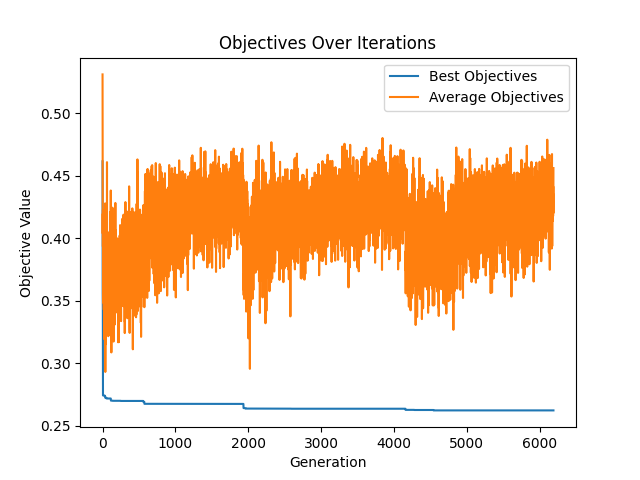 Objectives Over Iterations
Best Objectives
Average Objectives
Objective Value
0.50
0.45
0.40
0.35
0.30
0.25
0 1000 2000 3000 4000 5000 6000
Generation